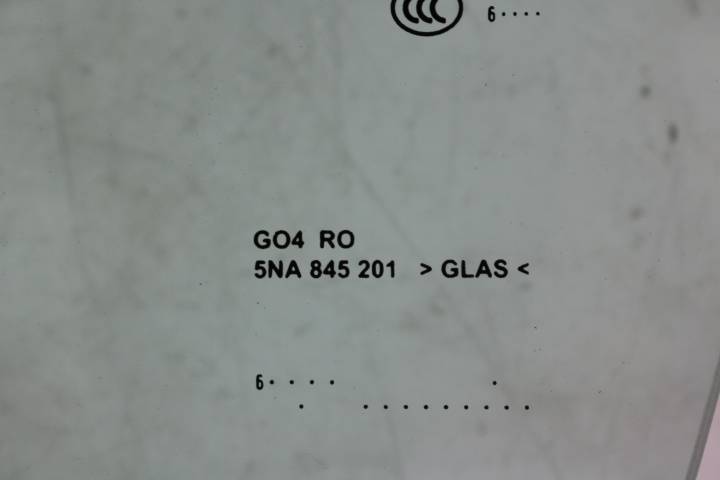 CCC 6····
GO4 RO
5NA 845 201 > GLAS <
6· · · · ·
· · · · · · · · · ·